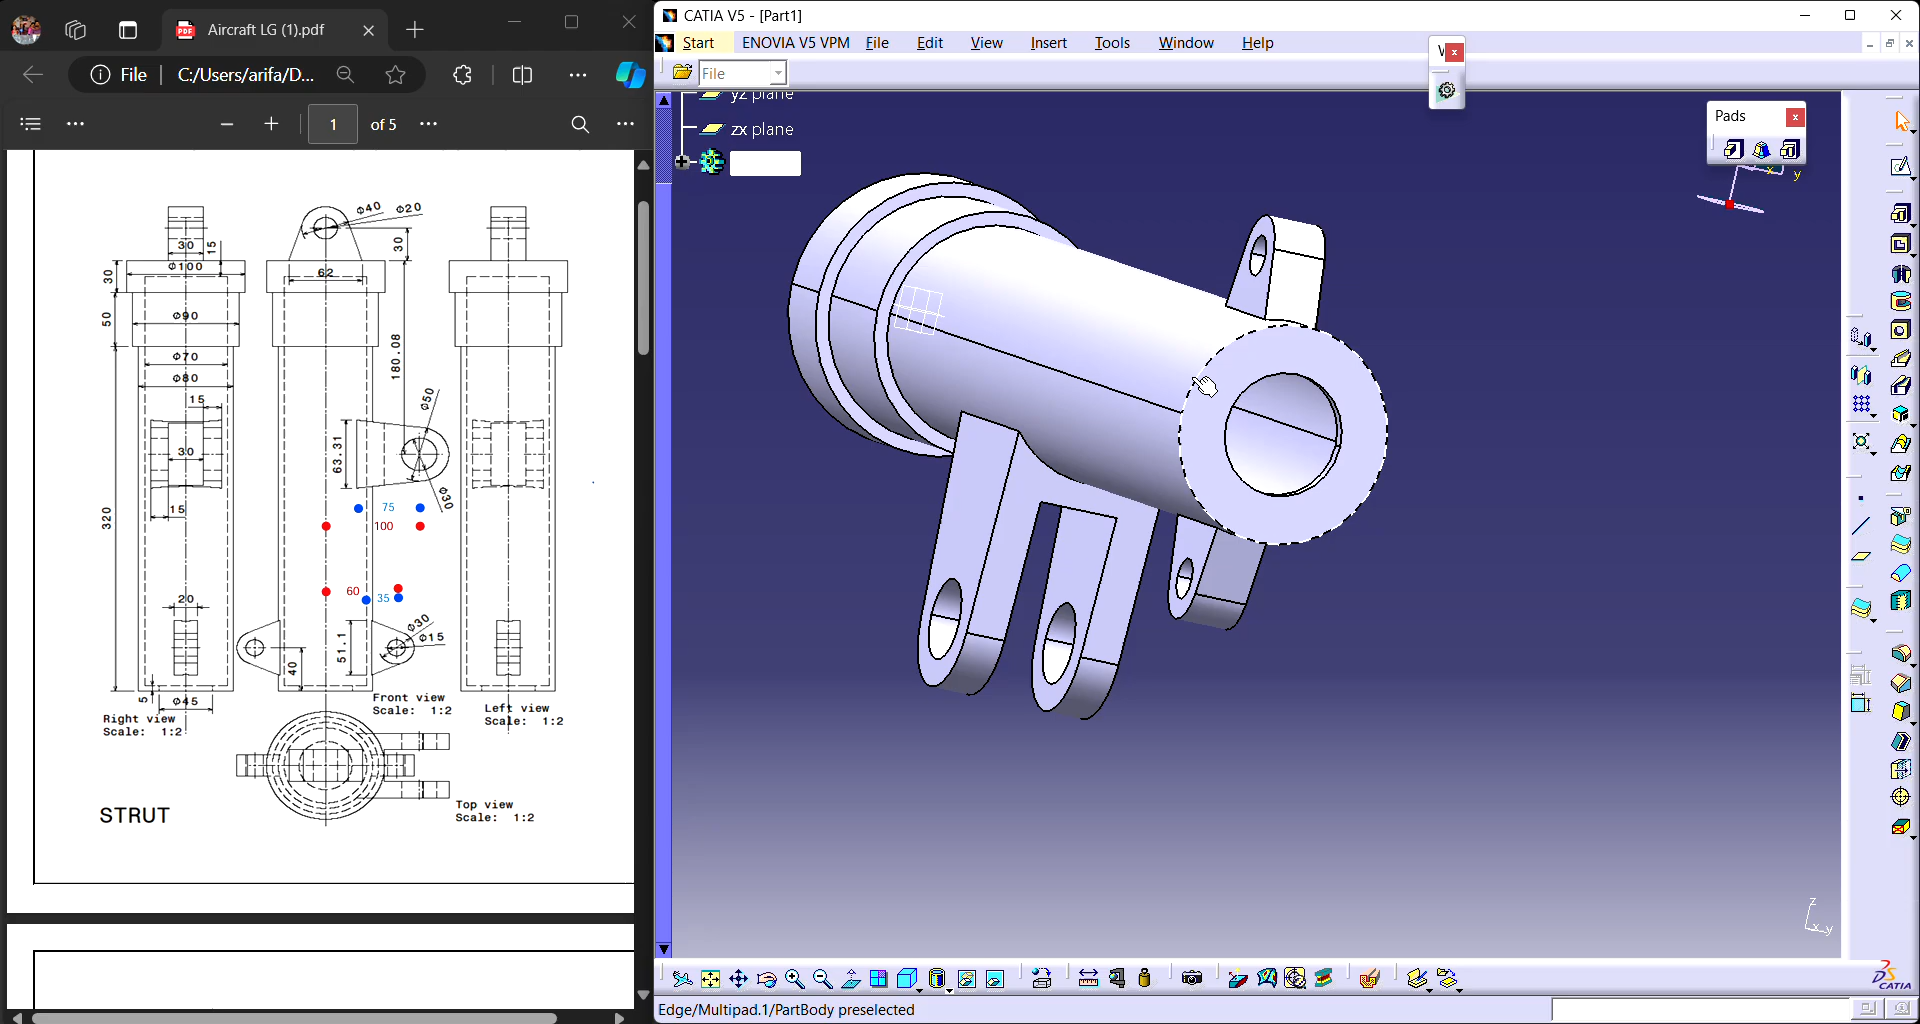 Aircraft LG (1).pdf
File
C:/Users/arifa/D...
1
of 5
Φ40
Φ20
30
30
15
Φ100
30
62
50
Φ90
180.08
Φ70
Φ80
Φ50
15
63.31
30
Φ30
15
320
75
100
60
35
20
Φ30
Φ15
51.1
40
5
Φ45
Right view
Scale: 1:2
Front view
Scale: 1:2
Left view
Scale: 1:2
Top view
Scale: 1:2
STRUT
CATIA V5 - [Part1]
Start
ENOVIA V5 VPM
File
Edit
View
Insert
Tools
Window
Help
File
yz plane
zx plane
Pads
x
y
z
x
y
DS
CATIA
Edge/Multipad.1/PartBody preselected